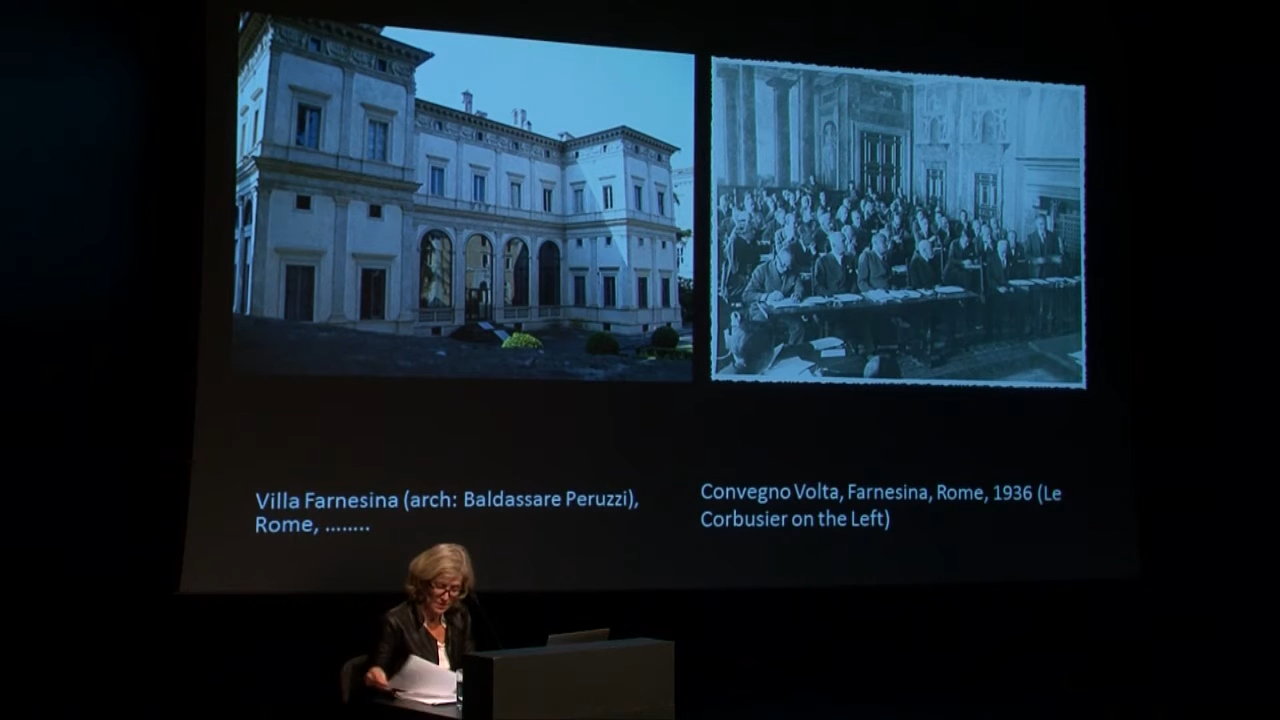 Villa Farnesina (arch: Baldassare Peruzzi),
Rome, ........
Convegno Volta, Farnesina, Rome, 1936 (Le
Corbusier on the Left)